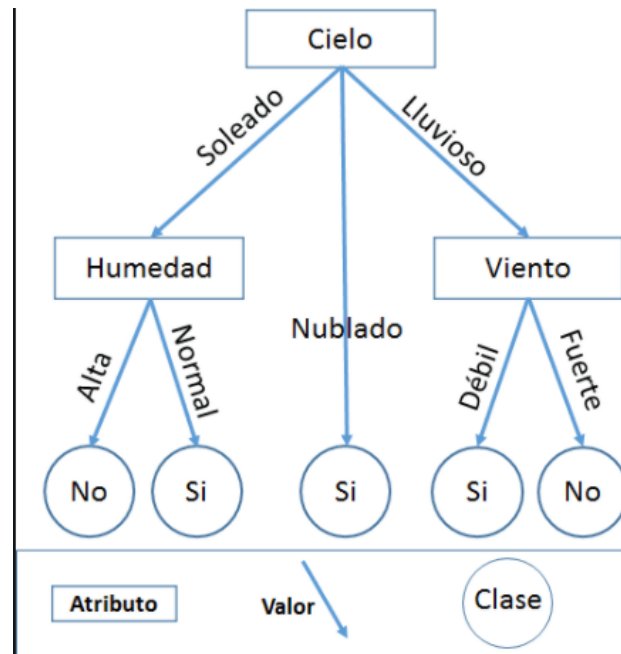 Cielo
Soleado
Lluvioso
Humedad
Viento
Nublado
Alta
Normal
Débil
Fuerte
No
Si
Si
Si
No
Atributo
Valor
Clase